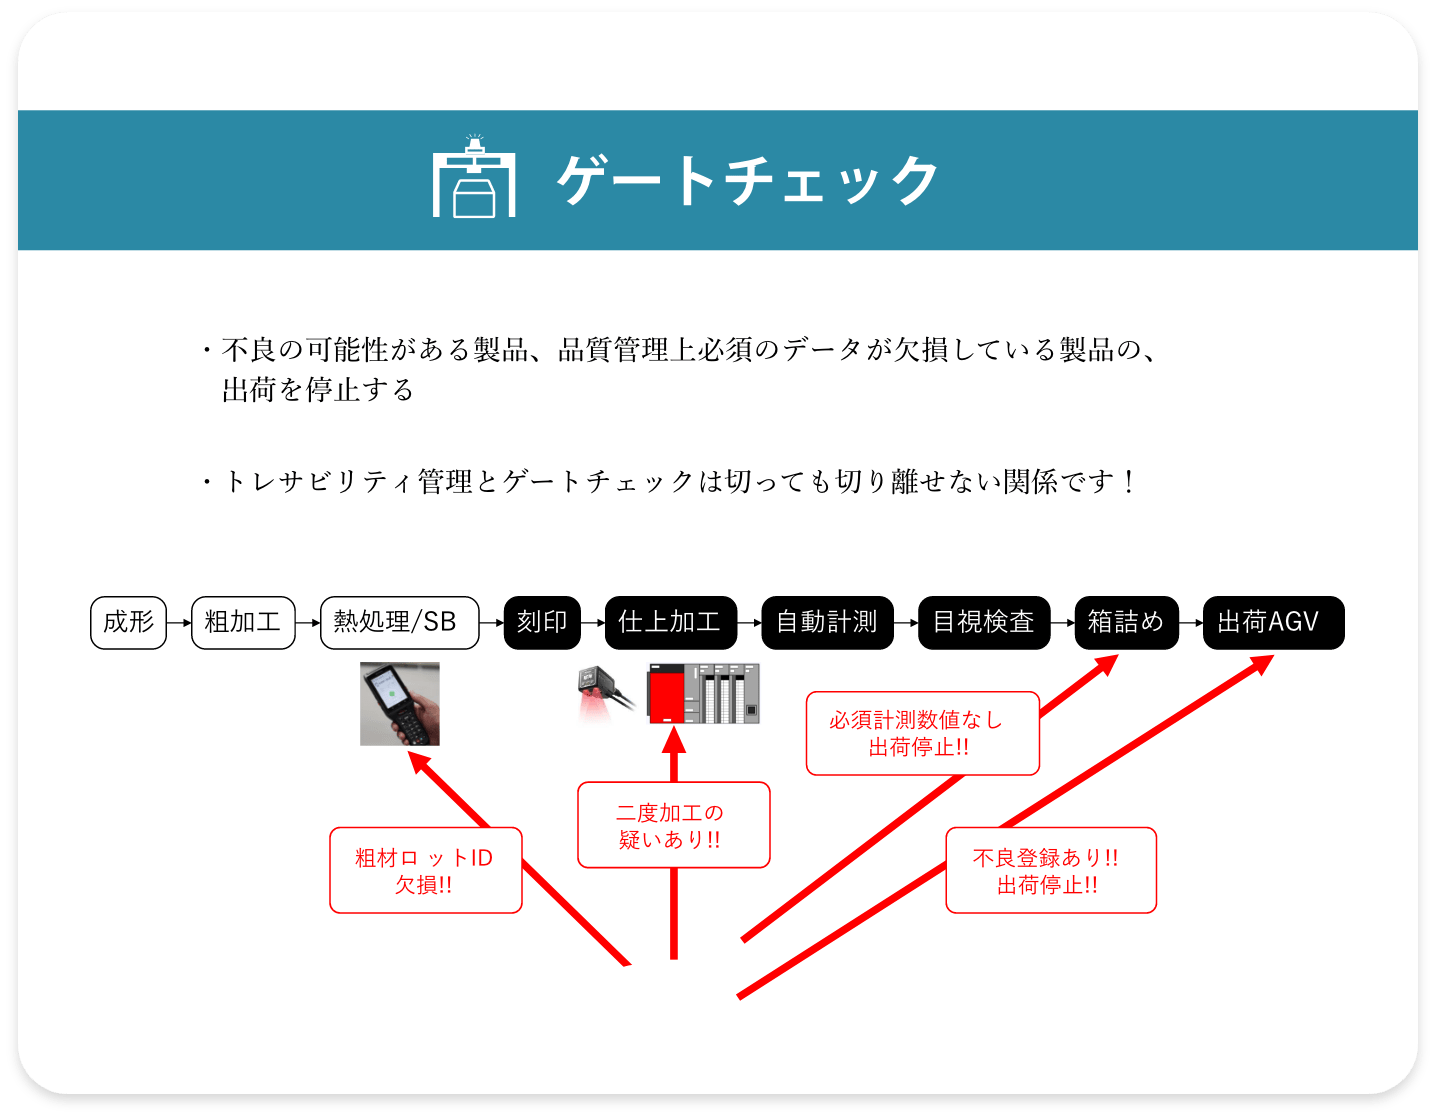 ゲートチェック
・不良の可能性がある製品、品質管理上必須のデータが欠損している製品の、
出荷を停止する
・トレサビリティ管理とゲートチェックは切っても切り離せない関係です！
成形
粗加工
熱処理/SB
刻印
仕上加工
自動計測
目視検査
箱詰め
出荷AGV
必須計測数値なし
出荷停止!!
二度加工の
疑いあり!!
粗材ロットID
欠損!!
不良登録あり!!
出荷停止!!